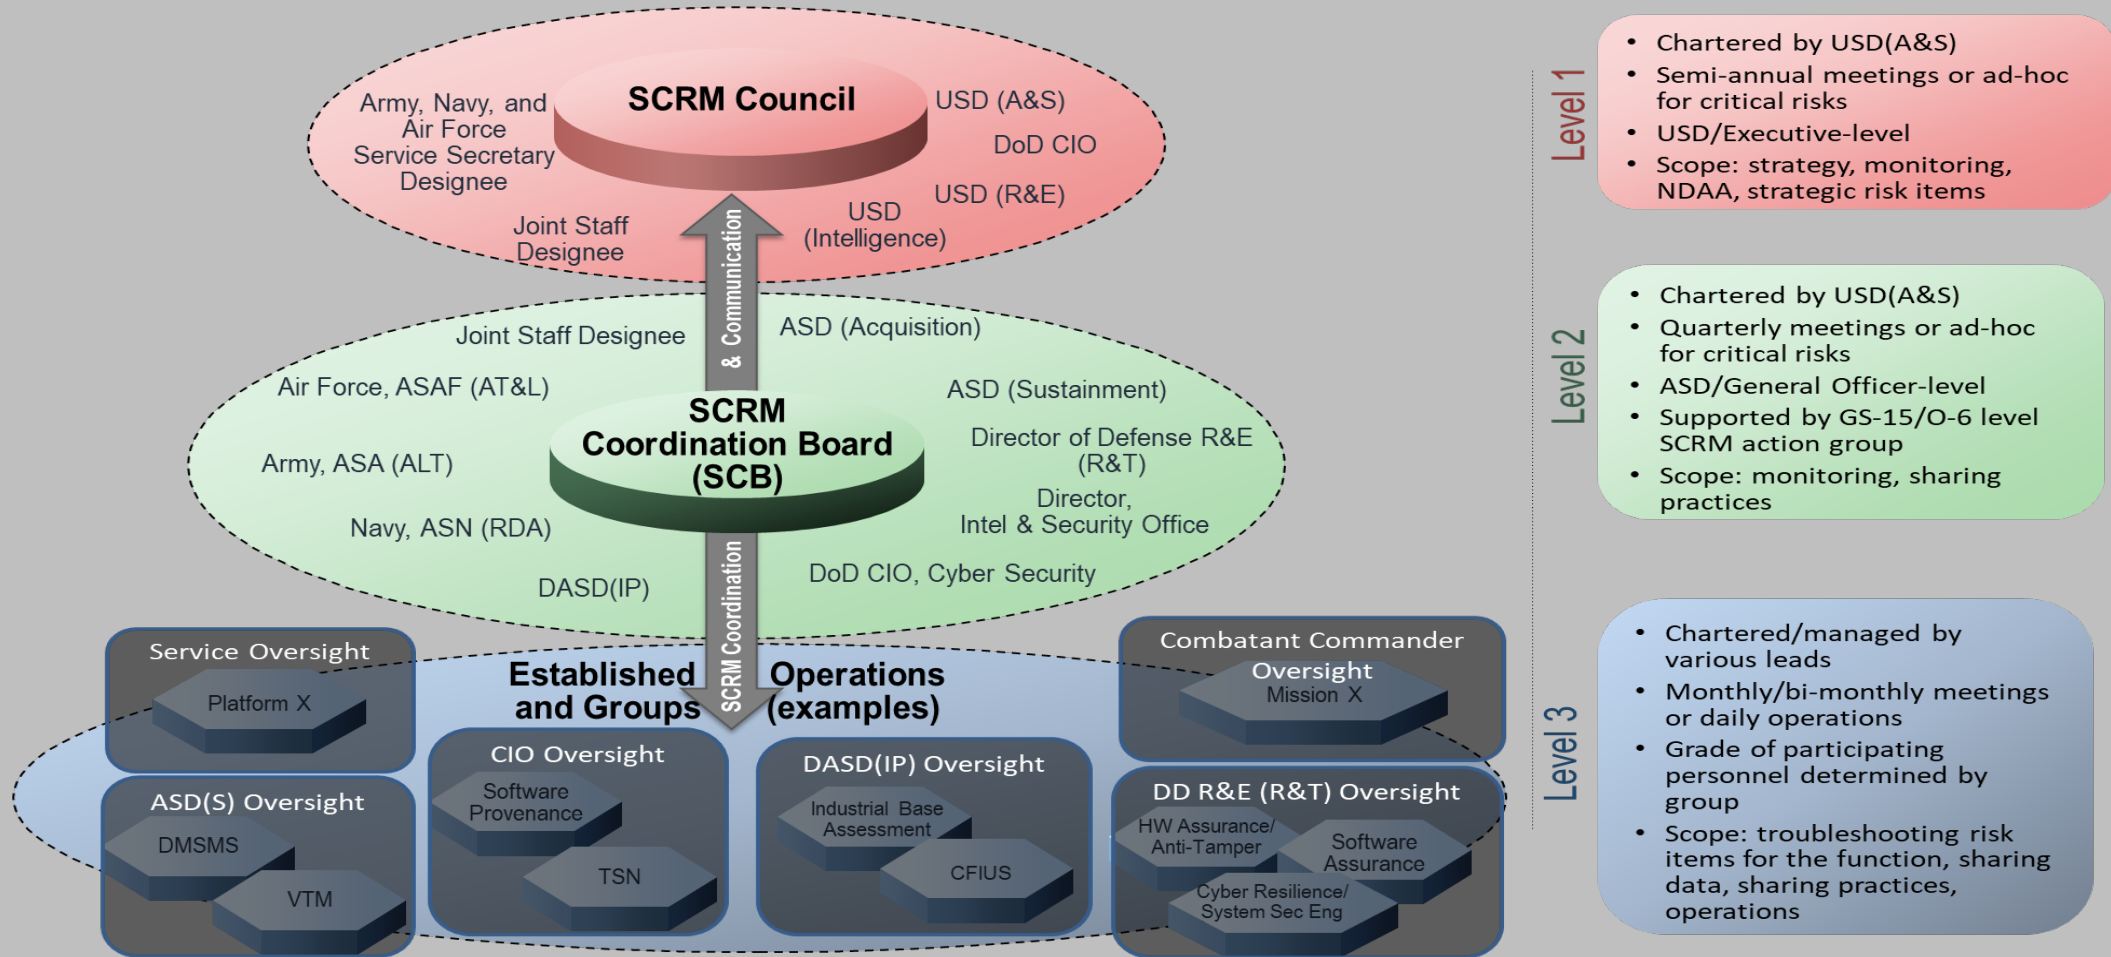 SCRM Council
Army, Navy, and
Air Force
Service Secretary
Designee
Joint Staff
Designee
USD (A&S)
DoD CIO
USD (R&E)
USD
(Intelligence)
& Communication
Level 1
• Chartered by USD(A&S)
• Semi-annual meetings or ad-hoc
for critical risks
• USD/Executive-level
• Scope: strategy, monitoring,
NDAA, strategic risk items
Joint Staff Designee
ASD (Acquisition)
Air Force, ASAF (AT&L)
ASD (Sustainment)
SCRM
Coordination Board
(SCB)
Army, ASA (ALT)
Director of Defense R&E
(R&T)
Director,
Intel & Security Office
Navy, ASN (RDA)
DoD CIO, Cyber Security
DASD(IP)
SCRM Coordination
Level 2
• Chartered by USD(A&S)
• Quarterly meetings or ad-hoc
for critical risks
• ASD/General Officer-level
• Supported by GS-15/O-6 level
SCRM action group
• Scope: monitoring, sharing
practices
Established Operations
and Groups (examples)
Service Oversight
Platform X
Combatant Commander
Oversight
Mission X
ASD(S) Oversight
DMSMS
VTM
CIO Oversight
Software
Provenance
TSN
DASD(IP) Oversight
Industrial Base
Assessment
CFIUS
DD R&E (R&T) Oversight
HW Assurance/
Anti-Tamper
Software
Assurance
Cyber Resilience/
System Sec Eng
Level 3
• Chartered/managed by
various leads
• Monthly/bi-monthly meetings
or daily operations
• Grade of participating
personnel determined by
group
• Scope: troubleshooting risk
items for the function, sharing
data, sharing practices,
operations